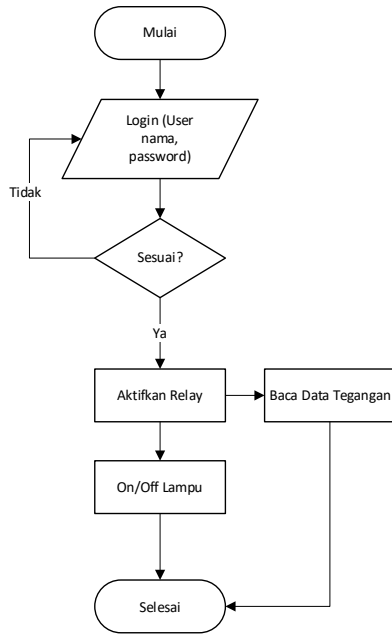 Mulai
Login (User
nama,
password)
Tidak
Sesuai?
Ya
Aktifkan Relay
Baca Data Tegangan
On/Off Lampu
Selesai